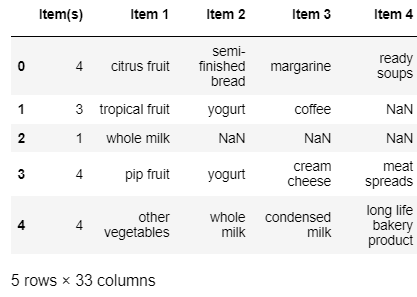 Item(s) Item 1 Item 2 Item 3 Item 4
0 4 citrus fruit semi-finished bread margarine ready soups
1 3 tropical fruit yogurt coffee NaN
2 1 whole milk NaN NaN NaN
3 4 pip fruit yogurt cream cheese meat spreads
4 4 other vegetables whole milk condensed milk long life bakery product
5 rows × 33 columns